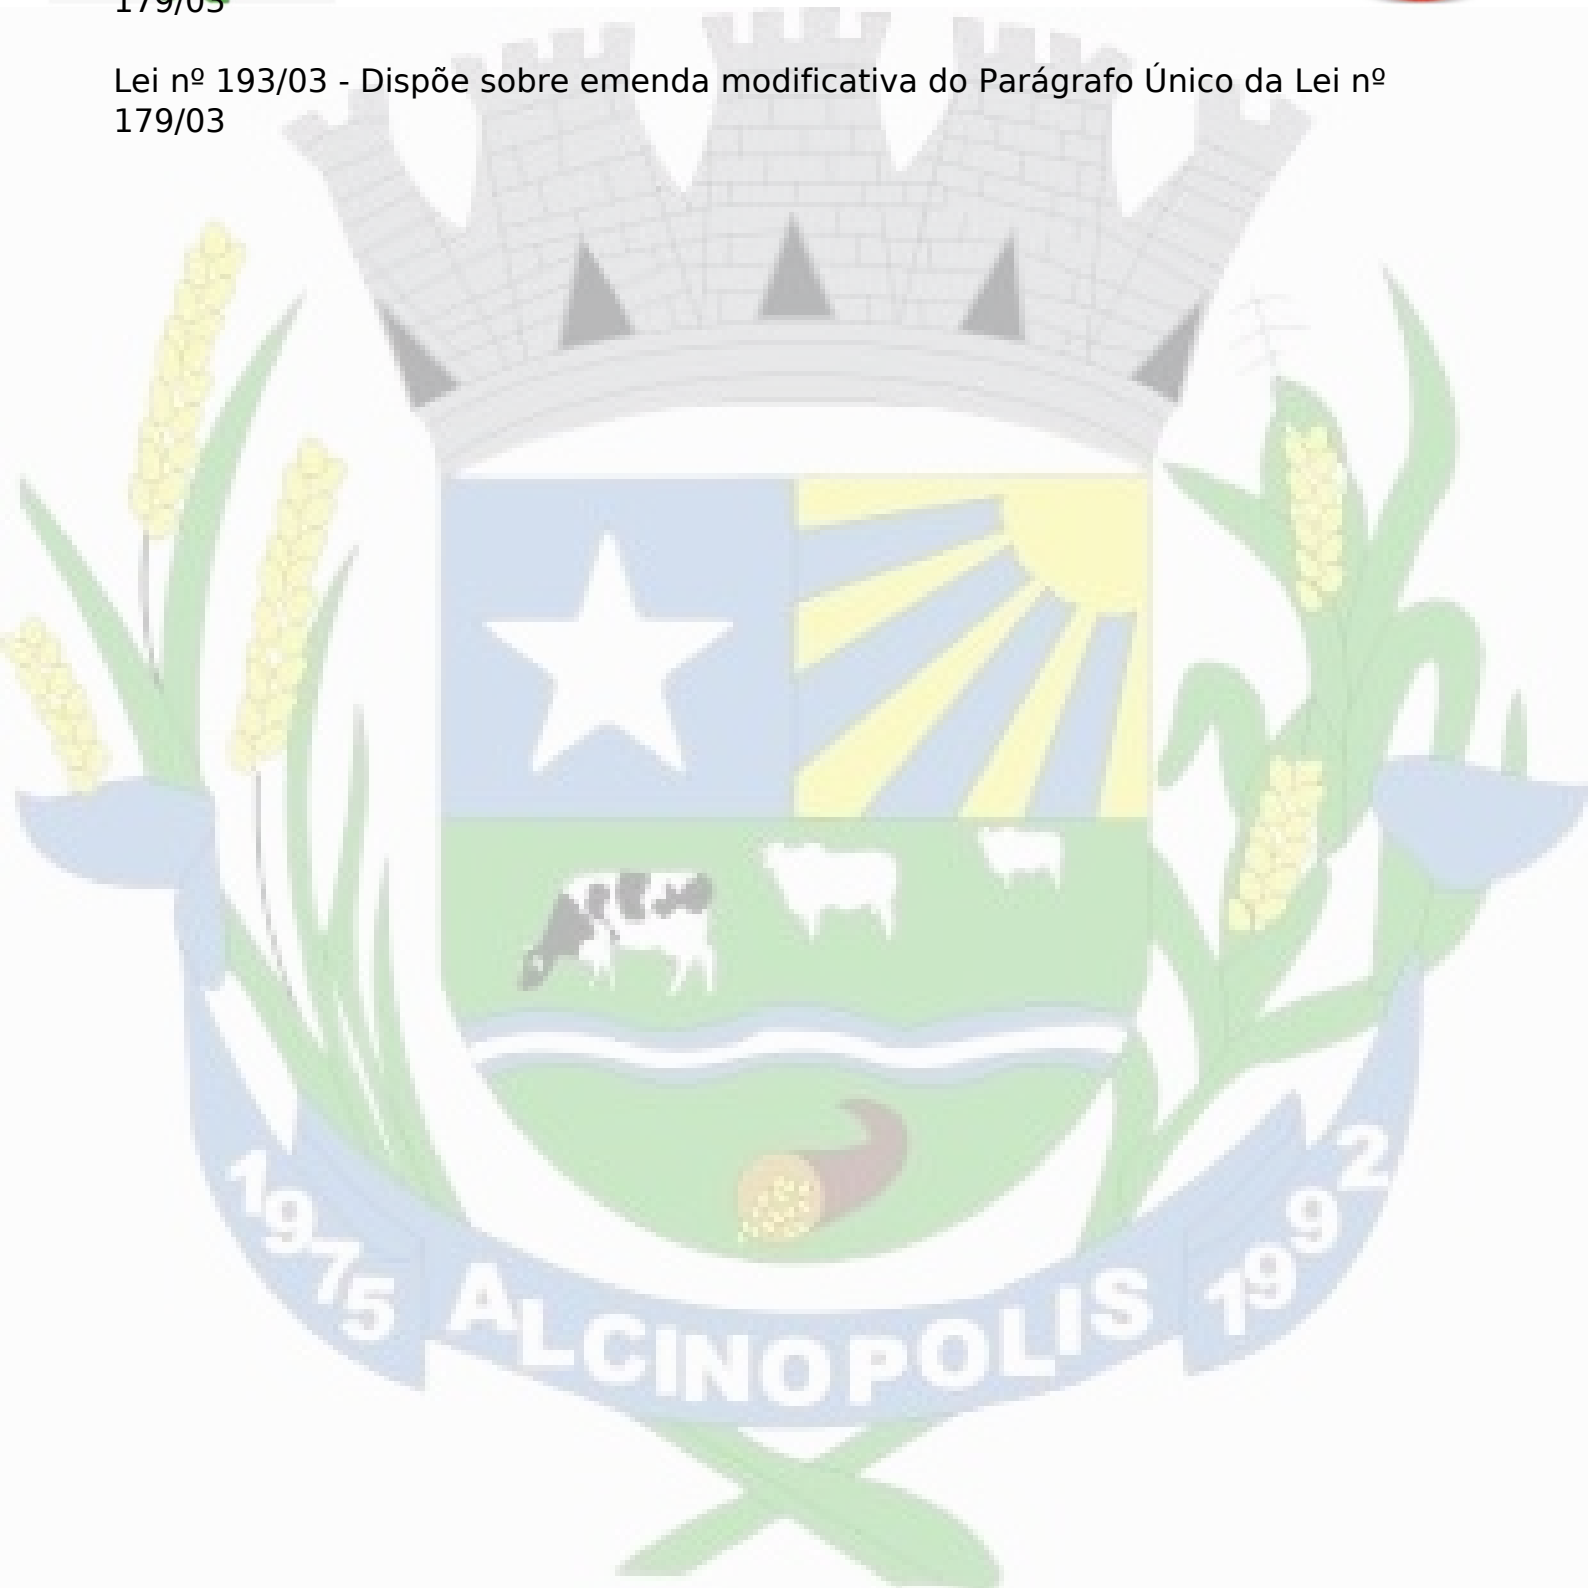 179/03
Lei nº 193/03 - Dispõe sobre emenda modificativa do Parágrafo Único da Lei nº
179/03
1975 ALCINOPOLIS 1992